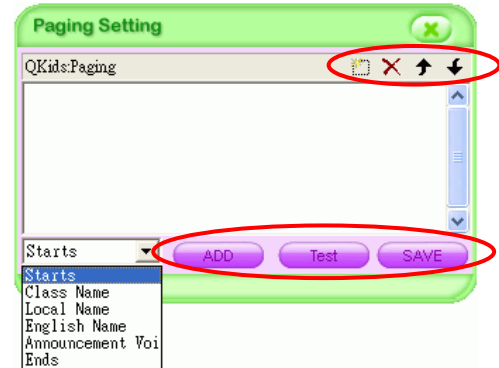 Paging Setting
QKids:Paging
Starts ADD Test SAVE
Starts
Class Name
Local Name
English Name
Announcement Voi
Ends